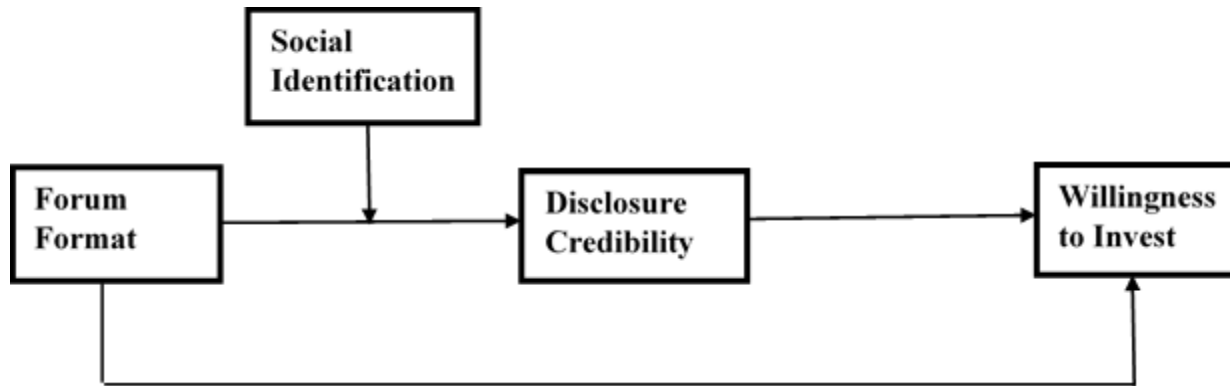 Social
Identification
Forum
Format
Disclosure
Credibility
Willingness
to Invest